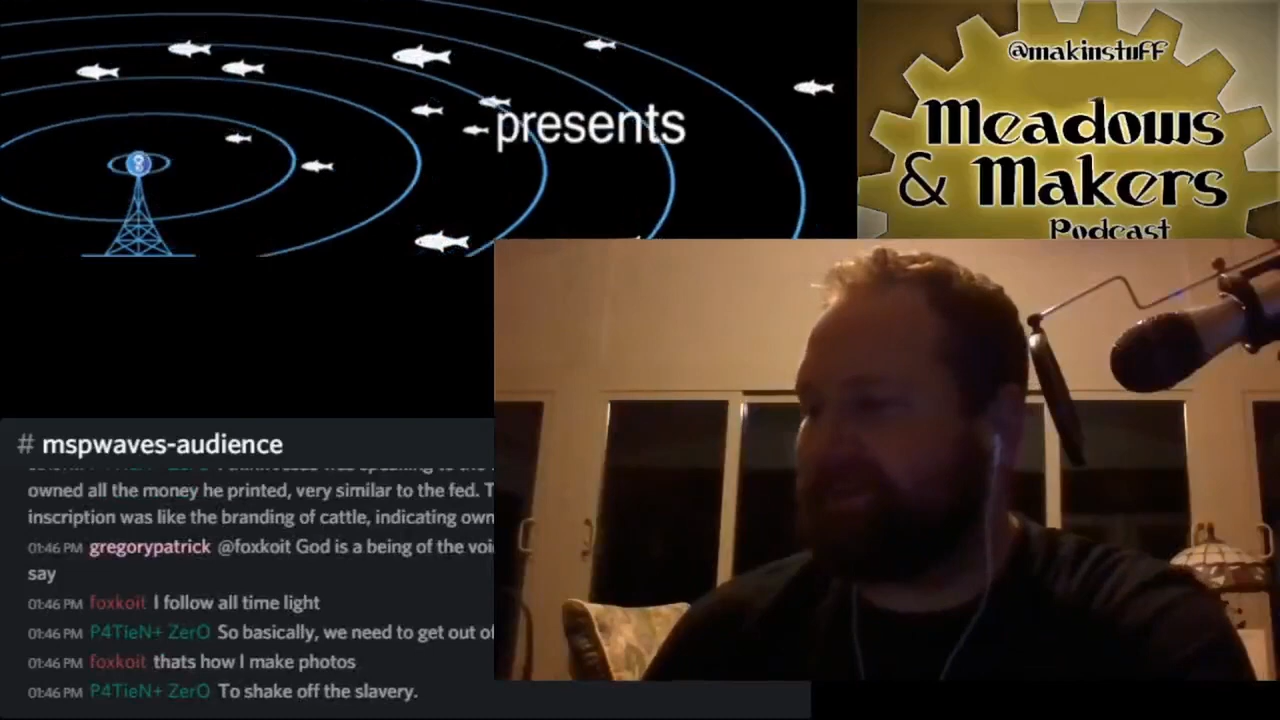 presents
@makinstuff
Meadows
& Makers
Podcast
# mspwaves-audience
owned all the money he printed, very similar to the fed. T
inscription was like the branding of cattle, indicating own
01:46 PM gregorypatrick @foxkoit God is a being of the voi
say
01:46 PM foxkoit I follow all time light
01:46 PM P4TieN+ ZerO So basically, we need to get out of
01:46 PM foxkoit thats how I make photos
01:46 PM P4TieN+ ZerO To shake off the slavery.